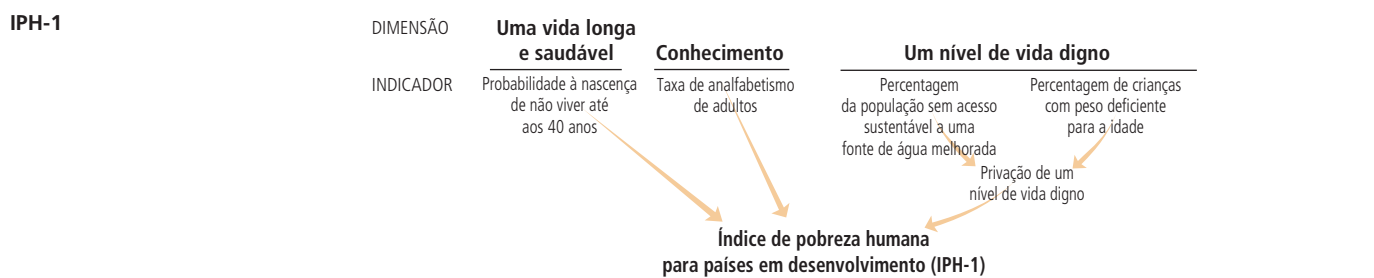 IPH-1
DIMENSÃO
Uma vida longa
e saudável
Conhecimento
Um nível de vida digno
INDICADOR
Probabilidade à nascença
de não viver até
aos 40 anos
Taxa de analfabetismo
de adultos
Percentagem
da população sem acesso
sustentável a uma
fonte de água melhorada
Percentagem de crianças
com peso deficiente
para a idade
Privação de um
nível de vida digno
Índice de pobreza humana
para países em desenvolvimento (IPH-1)